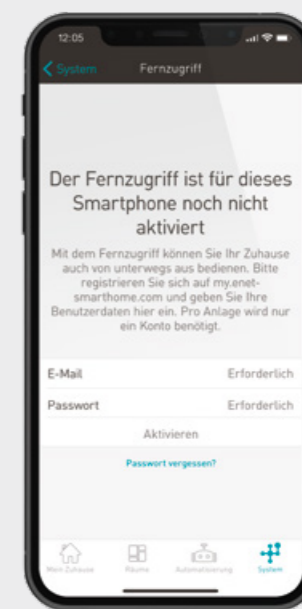 12:05
System Fernzugriff
Der Fernzugriff ist für dieses
Smartphone noch nicht
aktiviert
Mit dem Fernzugriff können Sie Ihr Zuhause
auch von unterwegs aus bedienen. Bitte
registrieren Sie sich auf my.enet-
smarthome.com und geben Sie Ihre
Benutzerdaten hier ein. Pro Anlage wird nur
ein Konto benötigt.
E-Mail Erforderlich
Passwort Erforderlich
Aktivieren
Passwort vergessen?
Mein Zuhause Räume Automatisierung System